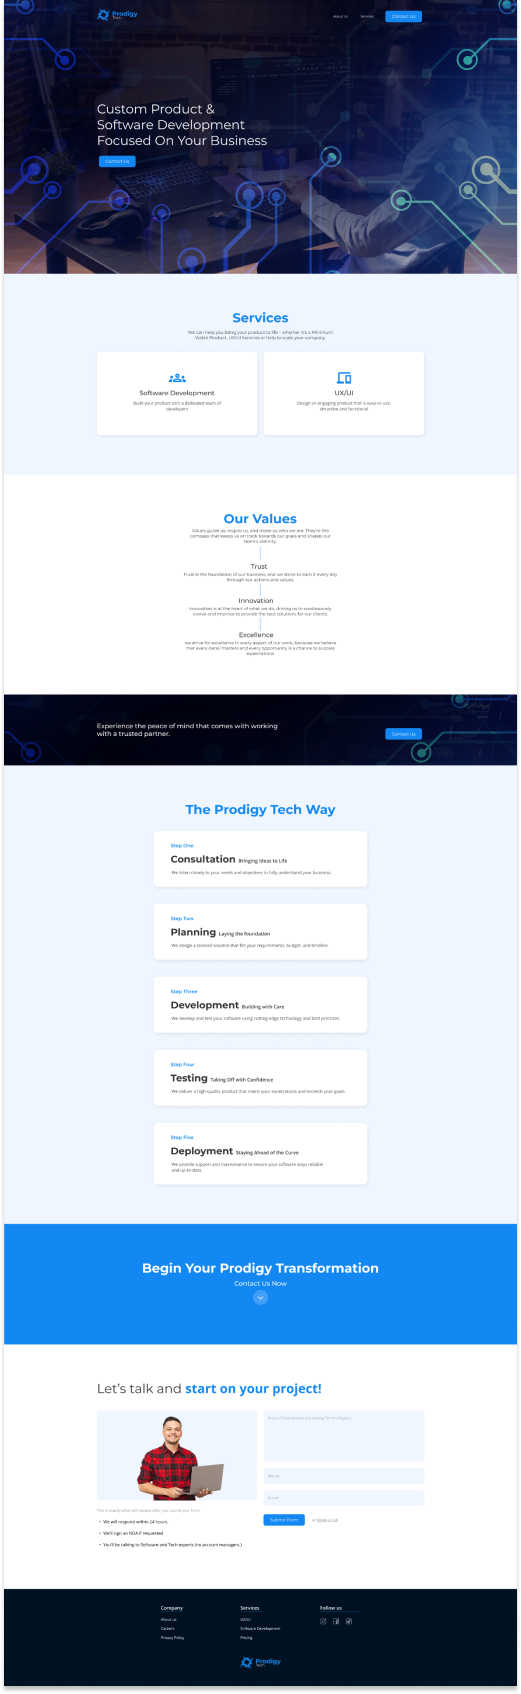 Prodigy
Tech
About Us
Services
Contact Us
Custom Product &
Software Development
Focused On Your Business
Contact Us
Services
We can help you bring your product to life - whether it's a Minimum
Viable Product, UX/UI Services or help to scale your company.
Software Development
Build your product with a dedicated team of
developers
UX/UI
Design an engaging product that is easy to use,
attractive and functional
Our Values
Values guide us, inspire us, and make us who we are. They're the
compass that keeps us on track towards our goals and shapes our
team's identity.
Trust
Trust is the foundation of our business, and we strive to earn it every day
through our actions and values.
Innovation
Innovation is at the heart of what we do, driving us to continuously
evolve and improve to provide the best solutions for our clients.
Excellence
we strive for excellence in every aspect of our work, because we believe
that every detail matters and every opportunity is a chance to surpass
expectations
Experience the peace of mind that comes with working
with a trusted partner.
Contact Us
The Prodigy Tech Way
Step One
Consultation Bringing Ideas to Life
We listen closely to your needs and objectives to fully understand your business.
Step Two
Planning Laying the foundation
We design a tailored solution that fits your requirements, budget, and timeline.
Step Three
Development Building with Care
We develop and test your software using cutting-edge technology and best practices.
Step Four
Testing Taking Off with Confidence
We deliver a high-quality product that meets your expectations and exceeds your goals.
Step Five
Deployment Staying Ahead of the Curve
We provide support and maintenance to ensure your software stays reliable
and up to date.
Begin Your Prodigy Transformation
Contact Us Now
Let's talk and start on your project!
Project Description (including tech stages)
Name
Email
Submit Form
or Book a Call
This is exactly what will happen after you submit your form:
• We will respond within 24 hours.
• We'll sign an NDA if requested
• You'll be talking to Software and Tech experts (no account managers.)
Company
About us
Careers
Privacy Policy
Services
UX/UI
Software Development
Pricing
Follow us
Prodigy
Tech